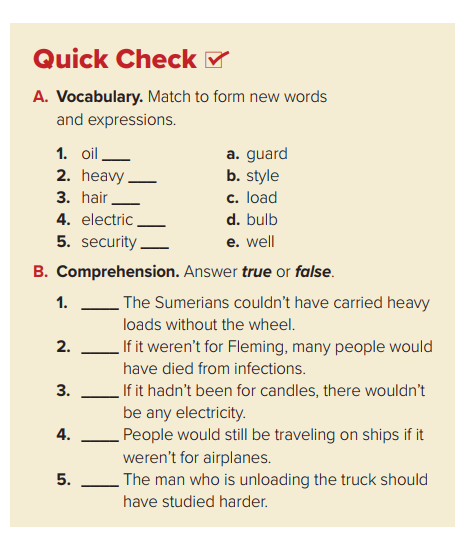 Quick Check
A. Vocabulary. Match to form new words
and expressions.
1. oil ____ a. guard
2. heavy ____ b. style
3. hair ____ c. load
4. electric ____ d. bulb
5. security ____ e. well
B. Comprehension. Answer true or false.
1. ____ The Sumerians couldn't have carried heavy
loads without the wheel.
2. ____ If it weren't for Fleming, many people would
have died from infections.
3. ____ If it hadn't been for candles, there wouldn't
be any electricity.
4. ____ People would still be traveling on ships if it
weren't for airplanes.
5. ____ The man who is unloading the truck should
have studied harder.